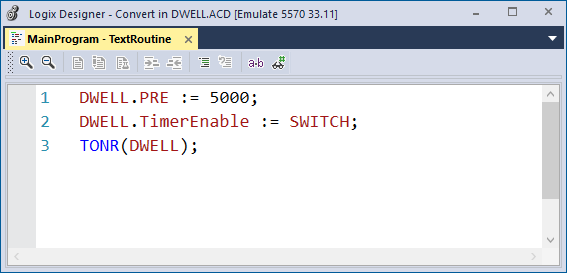 Logix Designer - Convert in DWELL.ACD [Emulate 5570 33.11]
MainProgram - TextRoutine
a·b
1 DWELL.PRE := 5000;
2 DWELL.TimerEnable := SWITCH;
3 TONR(DWELL);